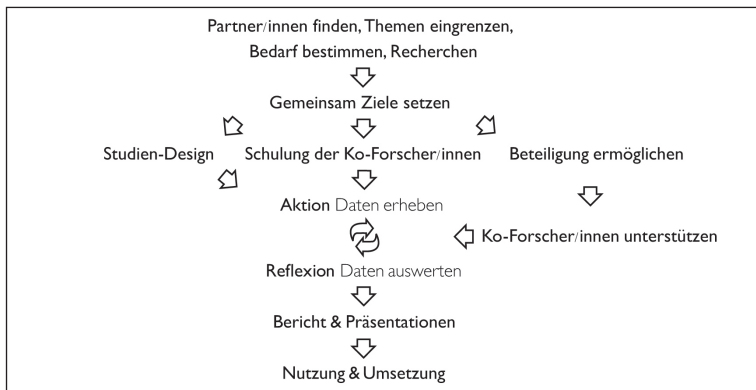 Partner/innen finden, Themen eingrenzen,
Bedarf bestimmen, Recherchen
Gemeinsam Ziele setzen
Studien-Design
Schulung der Ko-Forscher/innen
Beteiligung ermöglichen
Aktion Daten erheben
Ko-Forscher/innen unterstützen
Reflexion Daten auswerten
Bericht & Präsentationen
Nutzung & Umsetzung